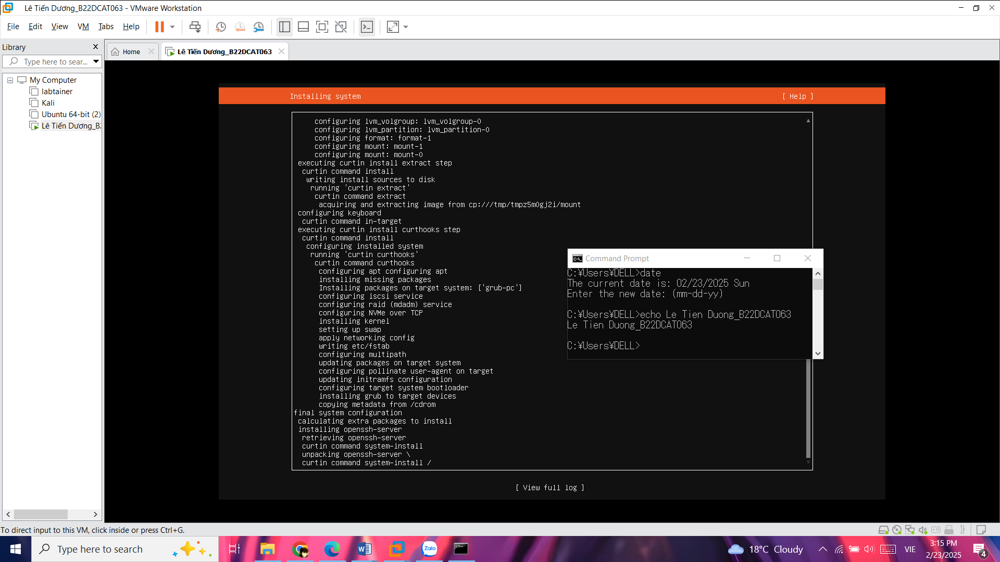 Lê Tiến Dương_B22DCAT063 - VMware Workstation
File Edit View VM Tabs Help
Library
Type here to sear...
My Computer
labtainer
Kali
Ubuntu 64-bit (2)
Lê Tiến Dương_B2
Home
Lê Tiến Dương_B22DCAT063
Installing system [ Help ]
configuring lvm_volgroup: lvm_volgroup-0
configuring lvm_partition: lvm_partition-0
configuring format: format-1
configuring mount: mount-1
configuring mount: mount-0
executing curtin install extract step
curtin command install
writing install sources to disk
running 'curtin extract'
curtin command extract
acquiring and extracting image from cp:///tmp/tmpz5m0gj2i/mount
configuring keyboard
curtin command in-target
executing curtin install curthooks step
curtin command install
configuring installed system
running 'curtin curthooks'
curtin command curthooks
configuring apt configuring apt
installing missing packages
Installing packages on target system: ['grub-pc']
configuring iscsi service
configuring raid (mdadm) service
configuring NVMe over TCP
installing kernel
setting up swap
apply networking config
writing etc/fstab
configuring multipath
updating packages on target system
configuring pollinate user-agent on target
updating initramfs configuration
configuring target system bootloader
installing grub to target devices
copying metadata from /cdrom
final system configuration
calculating extra packages to install
installing openssh-server
retrieving openssh-server
curtin command system-install
unpacking openssh-server \
curtin command system-install /
[ View full log ]
Command Prompt
C:¥Users¥DELL>date
The current date is: 02/23/2025 Sun
Enter the new date: (mm-dd-yy)
C:¥Users¥DELL>echo Le Tien Duong_B22DCAT063
Le Tien Duong_B22DCAT063
C:¥Users¥DELL>
To direct input to this VM, click inside or press Ctrl+G.
Type here to search
Zalo
18°C Cloudy
VIE
3:15 PM
2/23/2025
4